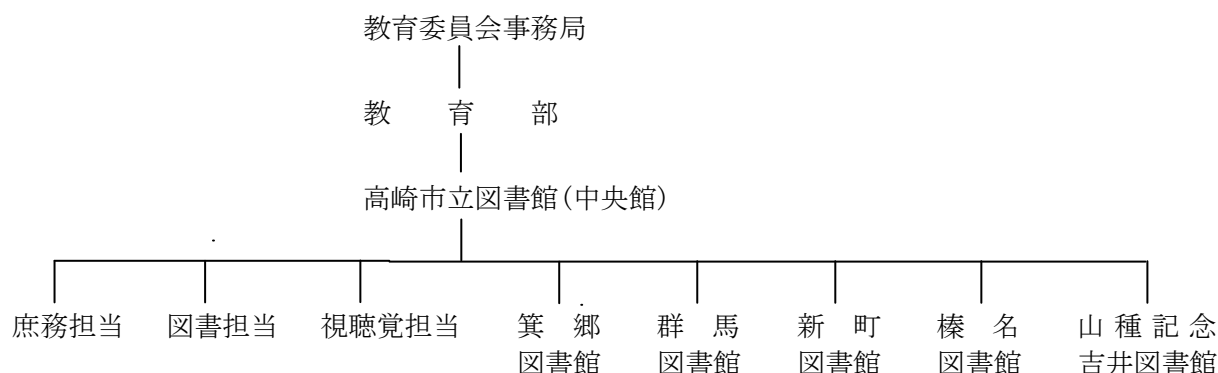 教育委員会事務局
教　育　部
高崎市立図書館(中央館)
庶務担当　図書担当　視聴覚担当　箕　郷　群　馬　新　町　榛　名　山種記念
図書館　図書館　図書館　図書館　吉井図書館